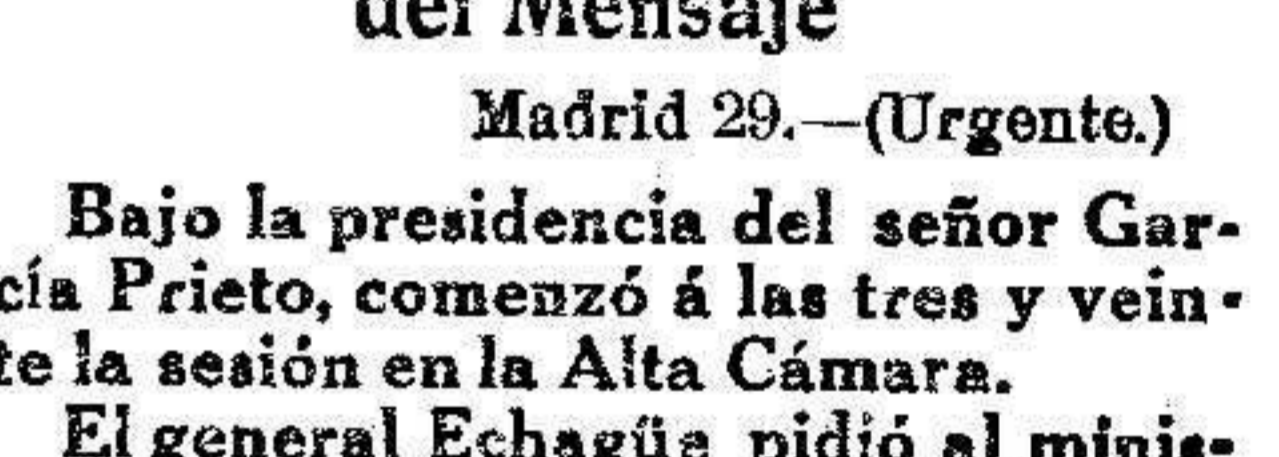 del Mensaje
Madrid 29.—(Urgente.)
Bajo la presidencia del señor Gar-
cía Prieto, comenzó á las tres y vein-
te la sesión en la Alta Cámara.
El general Echagüe pidió al minis-